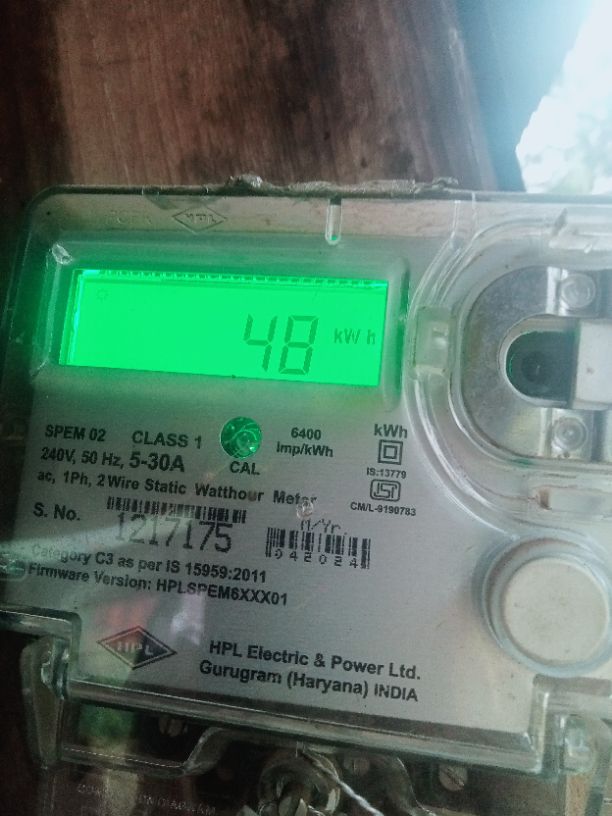 HPL
48 kWh
SPEM 02 CLASS 1 6400 kWh
240V, 50 Hz, 5-30A CAL Imp/kWh
IS:13779
ac, 1Ph, 2 Wire Static Watthour Meter
CM/L-9190783
S. No. 1217175 M/Yr.
042024
Category C3 as per IS 15959:2011
Firmware Version: HPLSPEM6XXX01
HPL
HPL Electric & Power Ltd.
Gurugram (Haryana) INDIA